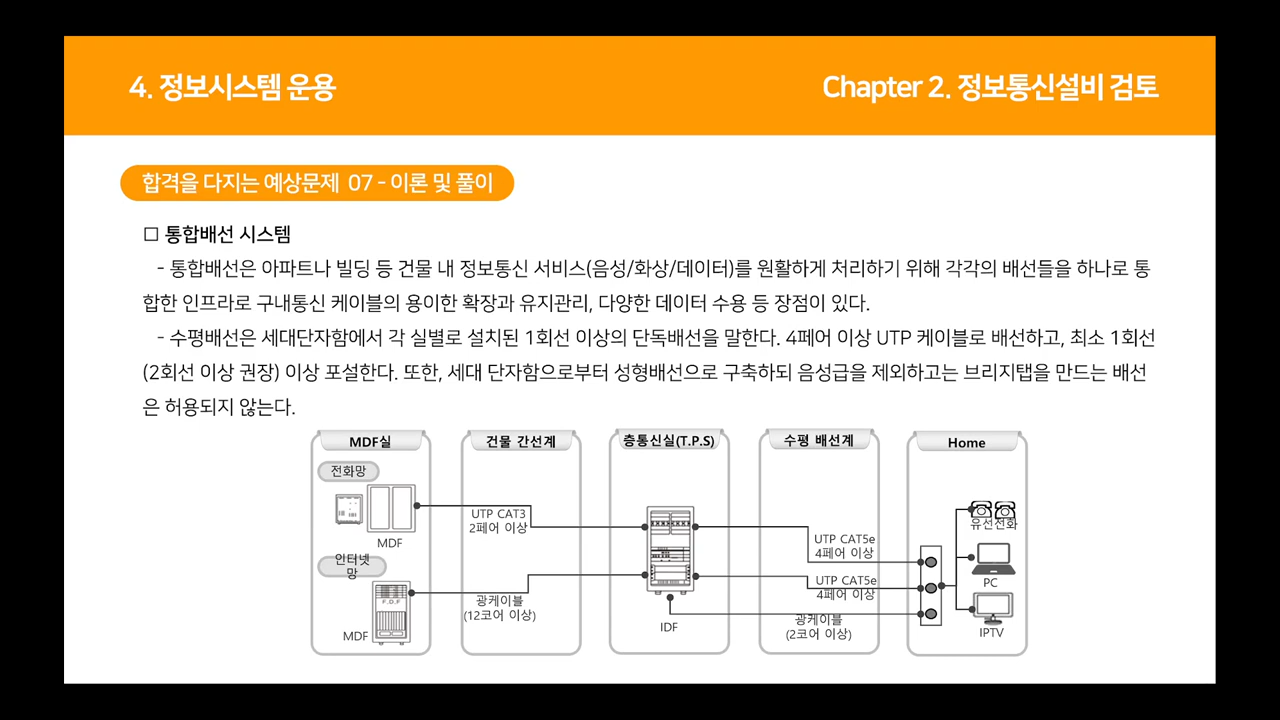 4. 정보시스템 운용
Chapter 2. 정보통신설비 검토
합격을 다지는 예상문제 07 - 이론 및 풀이
□ 통합배선 시스템
- 통합배선은 아파트나 빌딩 등 건물 내 정보통신 서비스(음성/화상/데이터)를 원활하게 처리하기 위해 각각의 배선들을 하나로 통
합한 인프라로 구내통신 케이블의 용이한 확장과 유지관리, 다양한 데이터 수용 등 장점이 있다.
- 수평배선은 세대단자함에서 각 실별로 설치된 1회선 이상의 단독배선을 말한다. 4페어 이상 UTP 케이블로 배선하고, 최소 1회선
(2회선 이상 권장) 이상 포설한다. 또한, 세대 단자함으로부터 성형배선으로 구축하되 음성급을 제외하고는 브리지탭을 만드는 배선
은 허용되지 않는다.
MDF실
건물 간선계
층통신실(T.P.S)
수평 배선계
Home
전화망
MDF
인터넷
망
F.D.F
MDF
UTP CAT3
2페어 이상
광케이블
(12코어 이상)
IDF
UTP CAT5e
4페어 이상
UTP CAT5e
4페어 이상
광케이블
(2코어 이상)
유선전화
PC
IPTV